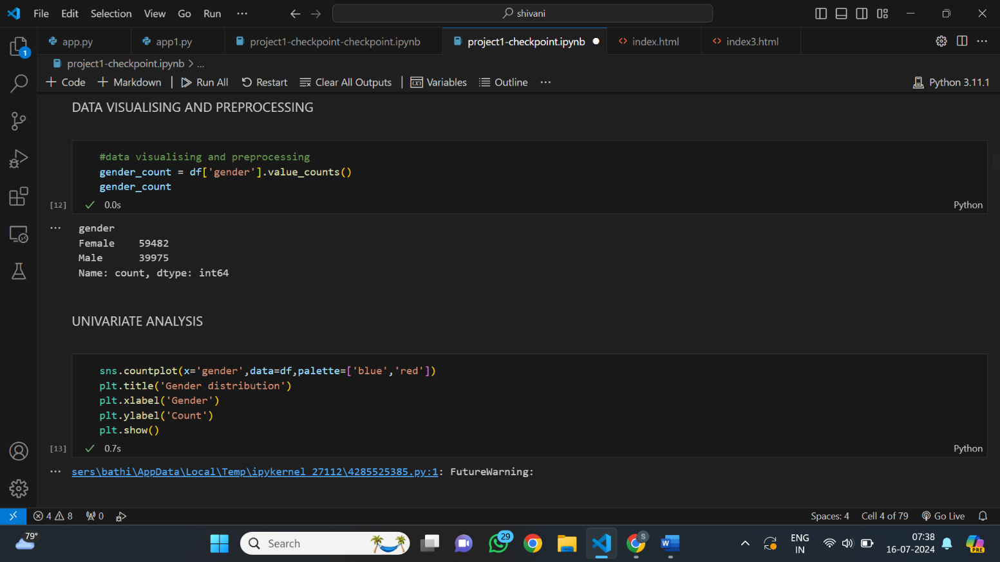 File Edit Selection View Go Run ··· shivani
app.py app1.py project1-checkpoint-checkpoint.ipynb project1-checkpoint.ipynb index.html index3.html
1
project1-checkpoint.ipynb > ...
+ Code + Markdown | Run All Restart Clear All Outputs | Variables Outline ··· Python 3.11.1
DATA VISUALISING AND PREPROCESSING
#data visualising and preprocessing
gender_count = df['gender'].value_counts()
gender_count
[12] 0.0s Python
gender
Female    59482
Male      39975
Name: count, dtype: int64
UNIVARIATE ANALYSIS
sns.countplot(x='gender',data=df,palette=['blue','red'])
plt.title('Gender distribution')
plt.xlabel('Gender')
plt.ylabel('Count')
plt.show()
[13] 0.7s Python
sers\bathi\AppData\Local\Temp\ipykernel_27112\4285525385.py:1: FutureWarning:
4 8 0 Spaces: 4 Cell 4 of 79 Go Live
79° Search 29 S W ENG 07:38
IN 16-07-2024 PRE